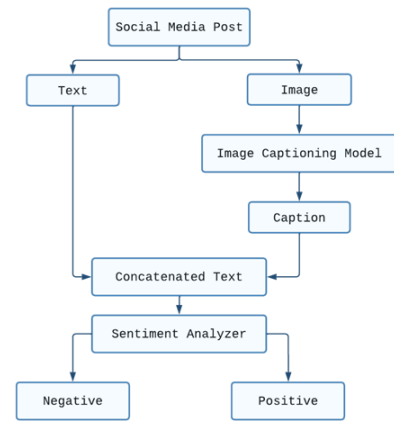 Social Media Post
Text
Image
Image Captioning Model
Caption
Concatenated Text
Sentiment Analyzer
Negative
Positive